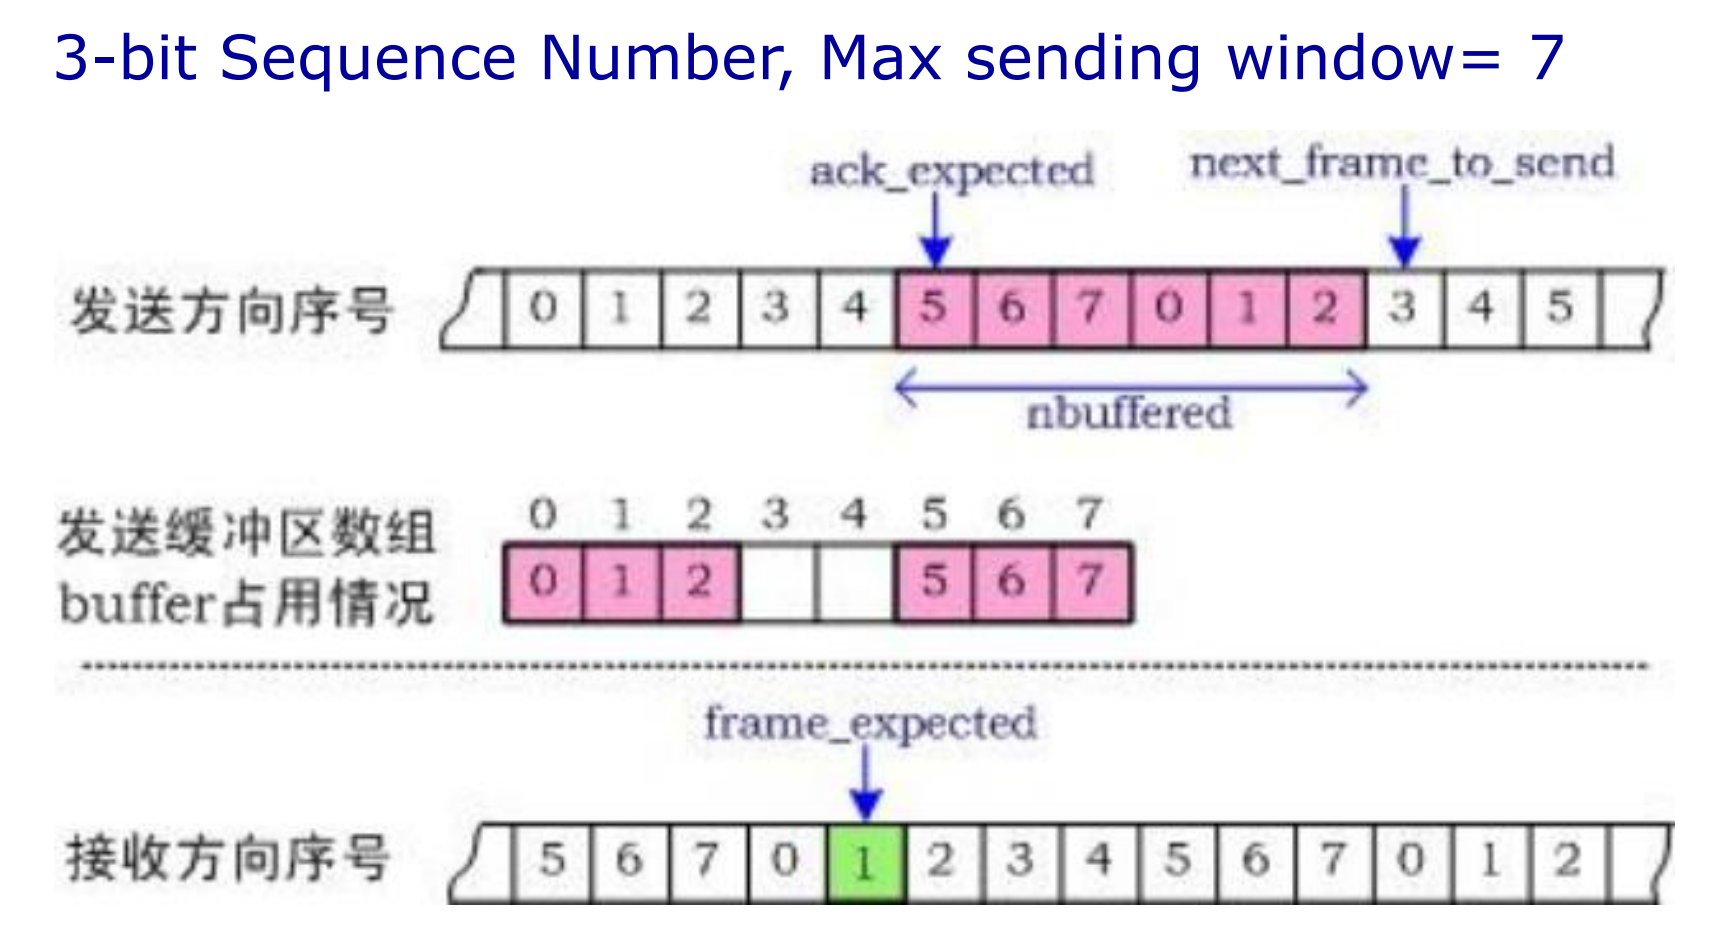 3-bit Sequence Number, Max sending window= 7
ack_expected next_frame_to_send
发送方向序号 0 1 2 3 4 5 6 7 0 1 2 3 4 5
nbuffered
0 1 2 3 4 5 6 7
发送缓冲区数组
buffer占用情况 0 1 2 5 6 7
frame_expected
接收方向序号 5 6 7 0 1 2 3 4 5 6 7 0 1 2